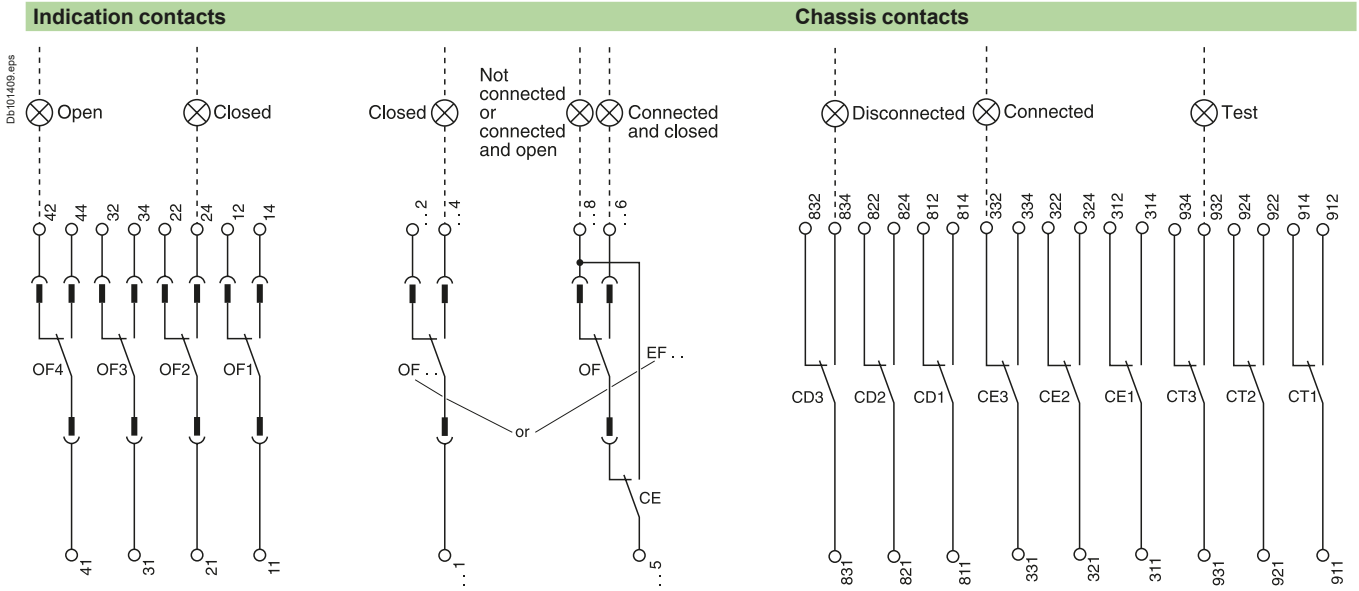 Indication contacts
Chassis contacts
Db101409.eps
Open
Closed
Closed
Not
connected
or
connected
and open
Connected
and closed
Disconnected
Connected
Test
42 44 32 34 22 24 12 14
. . 2 . . 4 . . 8 . . 6
832 834 822 824 812 814 332 334 322 324 312 314 934 932 924 922 914 912
OF4 OF3 OF2 OF1
OF . .
OF
EF . .
or
CE
CD3 CD2 CD1 CE3 CE2 CE1 CT3 CT2 CT1
41 31 21 11
. . 1
. . 5
831 821 811 331 321 311 931 921 911